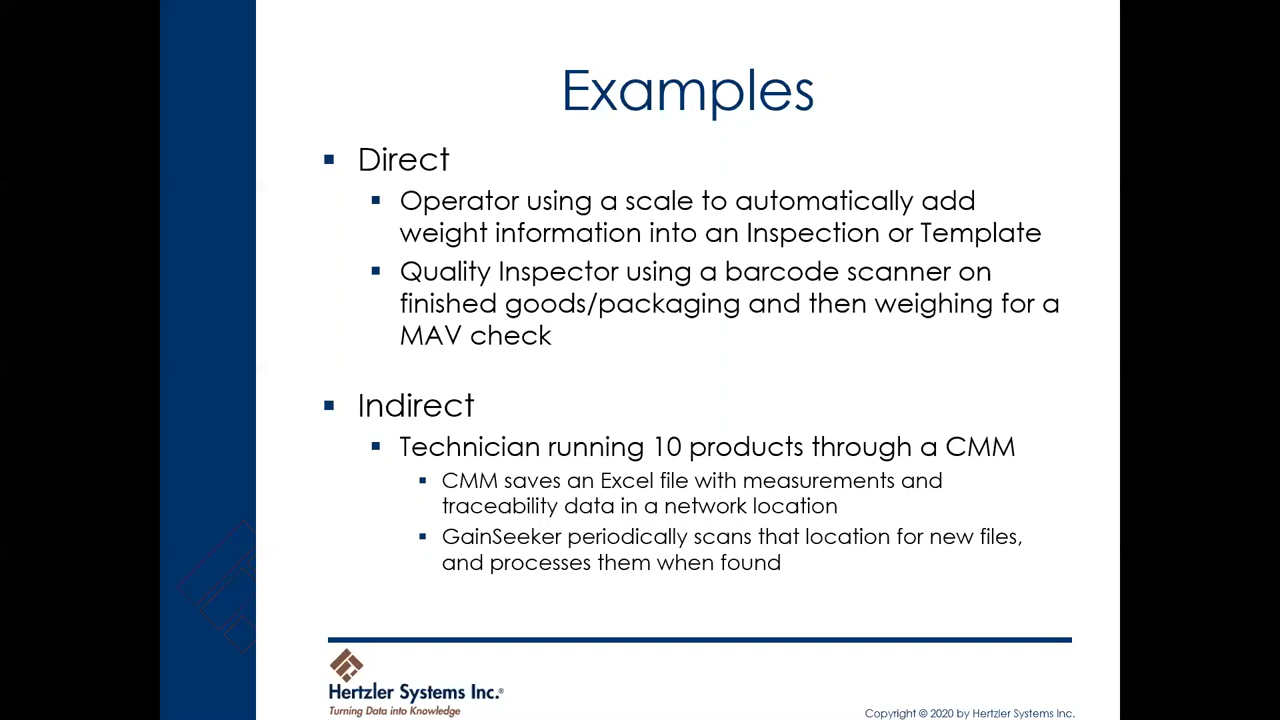 Examples
Direct
Operator using a scale to automatically add
weight information into an Inspection or Template
Quality Inspector using a barcode scanner on
finished goods/packaging and then weighing for a
MAV check
Indirect
Technician running 10 products through a CMM
CMM saves an Excel file with measurements and
traceability data in a network location
GainSeeker periodically scans that location for new files,
and processes them when found
Hertzler Systems Inc.®
Turning Data into Knowledge
Copyright © 2020 by Hertzler Systems Inc.